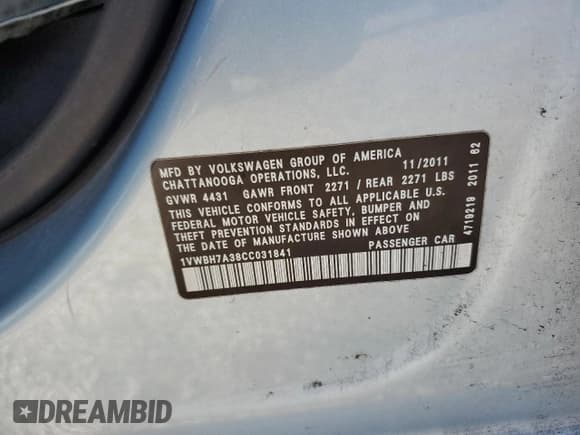 MFD BY VOLKSWAGEN GROUP OF AMERICA 11/2011
CHATTANOOGA OPERATIONS, LLC.
GVWR 4431 GAWR FRONT 2271 / REAR 2271 LBS
THIS VEHICLE CONFORMS TO ALL APPLICABLE U.S.
FEDERAL MOTOR VEHICLE SAFETY, BUMPER AND
THEFT PREVENTION STANDARDS IN EFFECT ON
THE DATE OF MANUFACTURE SHOWN ABOVE
1VWBH7A38CC031841 PASSENGER CAR
4719219 2011 62
DREAMBID